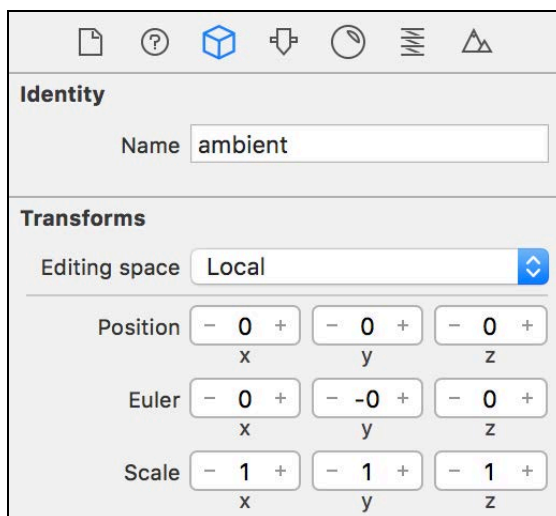 Identity
Name ambient
Transforms
Editing space Local
Position - 0 + - 0 + - 0 +
x y z
Euler - 0 + - -0 + - 0 +
x y z
Scale - 1 + - 1 + - 1 +
x y z